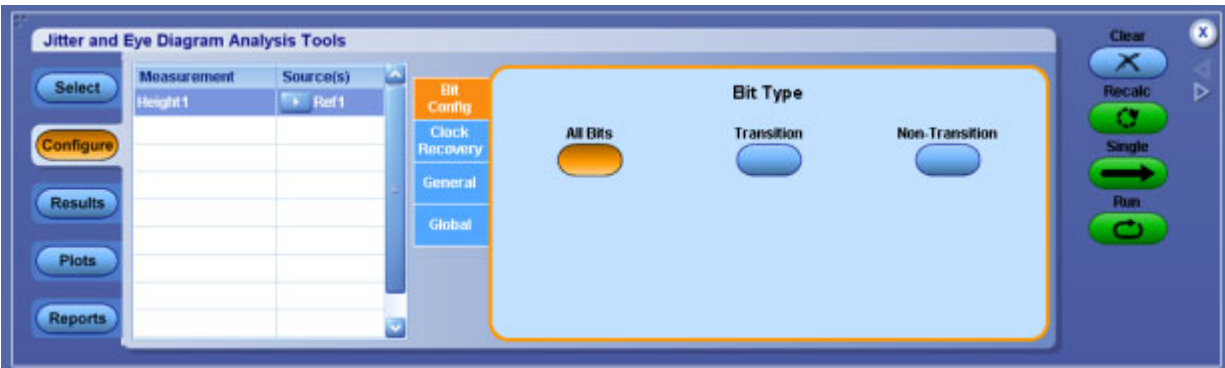 Jitter and Eye Diagram Analysis Tools
Select
Configure
Results
Plots
Reports
Measurement Source(s)
Height1 Ref1
Bit Config
Clock Recovery
General
Global
Bit Type
All Bits Transition Non-Transition
Clear
X
Recalc
Single
Run